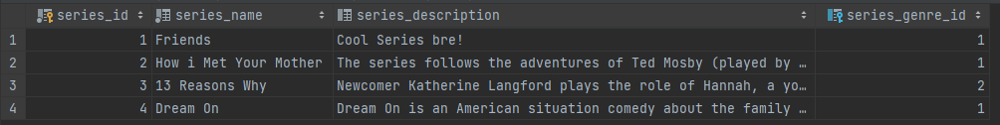 series_id series_name series_description series_genre_id
1 1 Friends Cool Series bre! 1
2 2 How i Met Your Mother The series follows the adventures of Ted Mosby (played by … 1
3 3 13 Reasons Why Newcomer Katherine Langford plays the role of Hannah, a yo… 2
4 4 Dream On Dream On is an American situation comedy about the family … 1